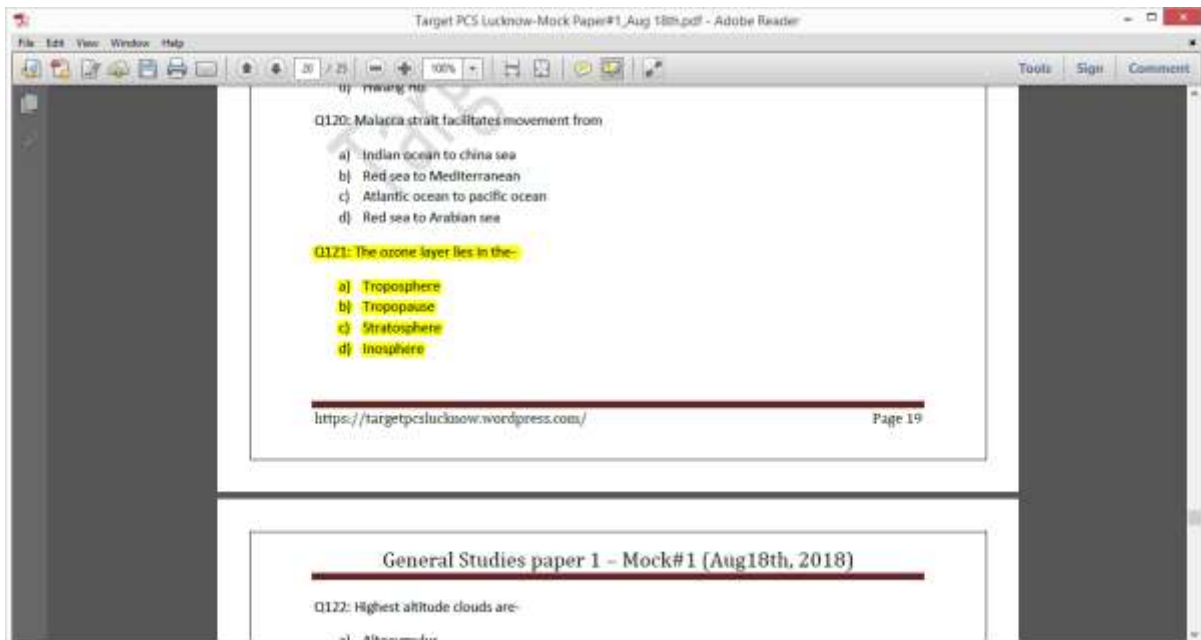 Target PCS Lucknow-Mock Paper#1_Aug 18th.pdf - Adobe Reader
File Edit View Window Help
20 / 25 100% Tools Sign Comment
Q120: Malacca strait facilitates movement from
a) Indian ocean to china sea
b) Red sea to Mediterranean
c) Atlantic ocean to pacific ocean
d) Red sea to Arabian sea
Q121: The ozone layer lies in the-
a) Troposphere
b) Tropopause
c) Stratosphere
d) Inosphere
https://targetpcslucknow.wordpress.com/ Page 19
General Studies paper 1 – Mock#1 (Aug18th, 2018)
Q122: Highest altitude clouds are-